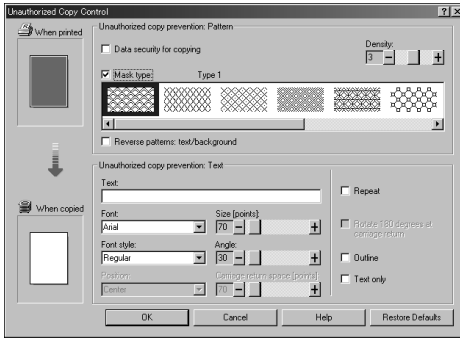 Unauthorized Copy Control
When printed
Unauthorized copy prevention: Pattern
Data security for copying
Density:
3
Mask type:
Type 1
Reverse patterns: text/background
When copied
Unauthorized copy prevention: Text
Text:
Font:
Arial
Size [points]:
70
Font style:
Regular
Angle:
30
Position:
Center
Carriage return space [points]:
70
Repeat
Rotate 180 degrees at
carriage return
Outline
Text only
OK
Cancel
Help
Restore Defaults